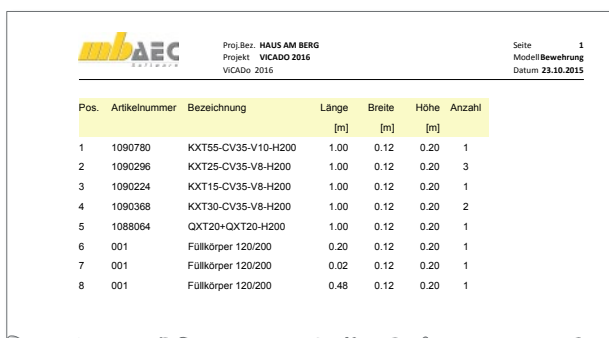 mb AEC Software
Proj.Bez. HAUS AM BERG
Projekt VICADO 2016
ViCADo 2016
Seite 1
Modell Bewehrung
Datum 23.10.2015
Pos. Artikelnummer Bezeichnung Länge Breite Höhe Anzahl
[m] [m] [m]
1 1090780 KXT55-CV35-V10-H200 1.00 0.12 0.20 1
2 1090296 KXT25-CV35-V8-H200 1.00 0.12 0.20 3
3 1090224 KXT15-CV35-V8-H200 1.00 0.12 0.20 1
4 1090368 KXT30-CV35-V8-H200 1.00 0.12 0.20 2
5 1088064 QXT20+QXT20-H200 1.00 0.12 0.20 1
6 001 Füllkörper 120/200 0.20 0.12 0.20 1
7 001 Füllkörper 120/200 0.02 0.12 0.20 1
8 001 Füllkörper 120/200 0.48 0.12 0.20 1